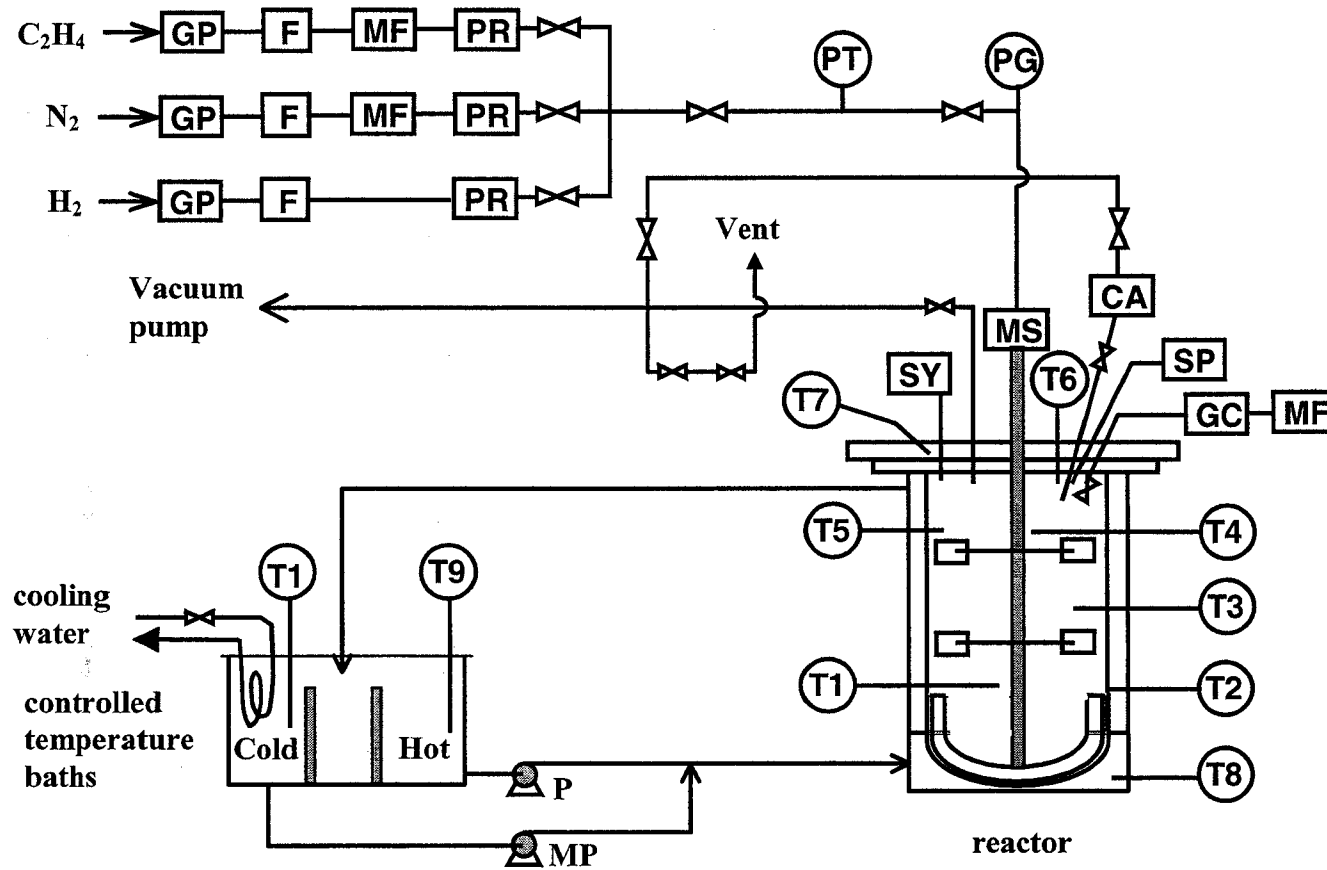 C2H4 GP F MF PR
PT PG
N2 GP F MF PR
H2 GP F PR
Vent
Vacuum
pump
CA
MS
SY T6 SP
T7 GC MF
T5 T4
T1 T9
cooling
water
T3
T1 T2
controlled
temperature
baths
Cold Hot
T8
P
MP
reactor